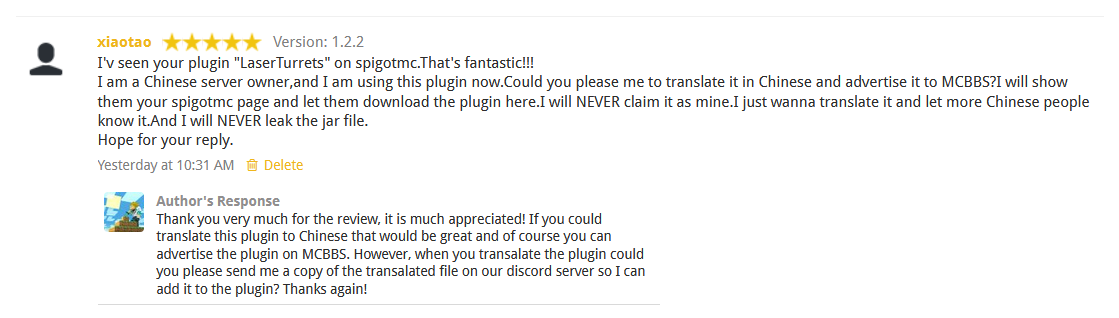 xiaotao Version: 1.2.2
I'v seen your plugin "LaserTurrets" on spigotmc.That's fantastic!!!
I am a Chinese server owner,and I am using this plugin now.Could you please me to translate it in Chinese and advertise it to MCBBS?I will show
them your spigotmc page and let them download the plugin here.I will NEVER claim it as mine.I just wanna translate it and let more Chinese people
know it.And I will NEVER leak the jar file.
Hope for your reply.
Yesterday at 10:31 AM Delete
Author's Response
Thank you very much for the review, it is much appreciated! If you could
translate this plugin to Chinese that would be great and of course you can
advertise the plugin on MCBBS. However, when you transalate the plugin could
you please send me a copy of the transalated file on our discord server so I can
add it to the plugin? Thanks again!